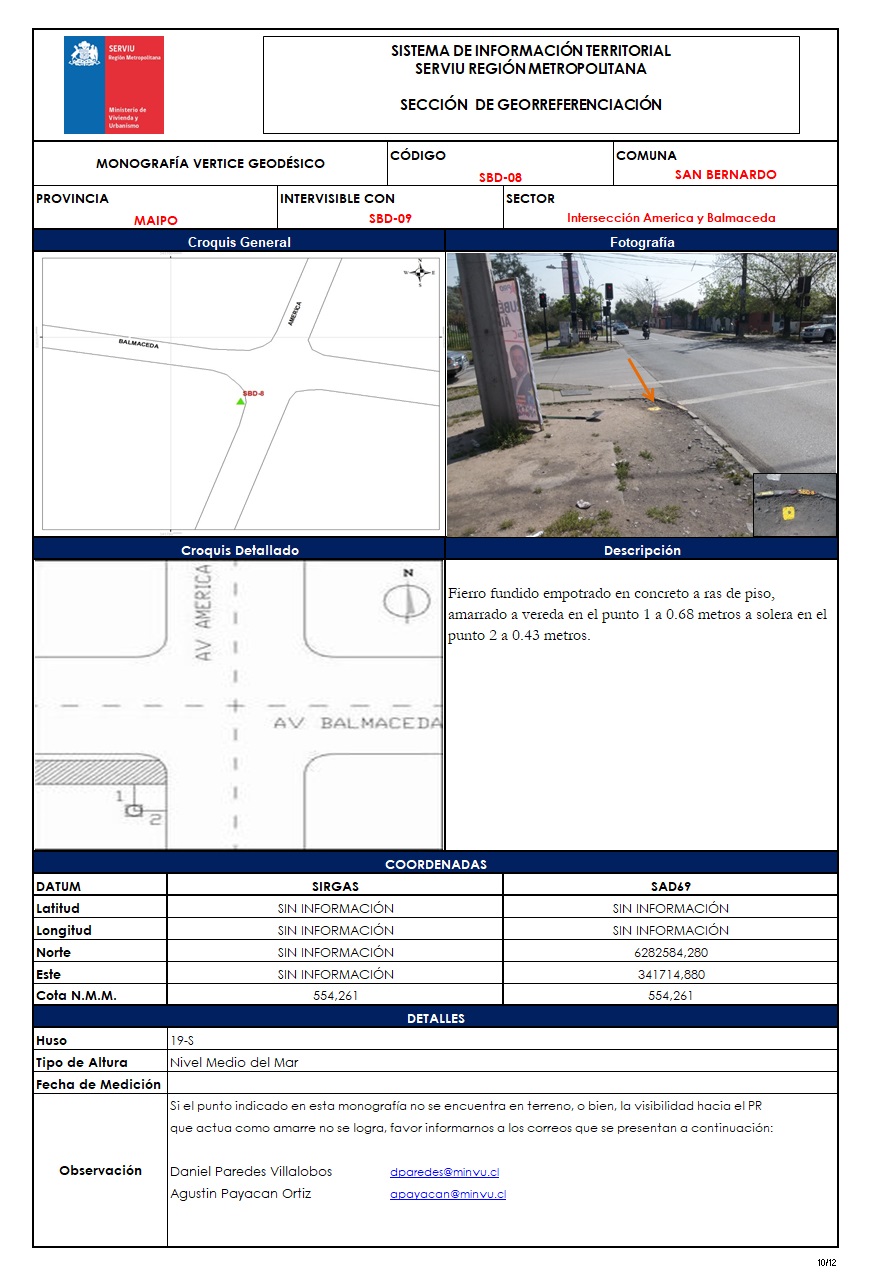 SERVIU
Región Metropolitana
Ministerio de
Vivienda y
Urbanismo
SISTEMA DE INFORMACIÓN TERRITORIAL
SERVIU REGIÓN METROPOLITANA
SECCIÓN DE GEORREFERENCIACIÓN
MONOGRAFÍA VERTICE GEODÉSICO
CÓDIGO
SBD-08
COMUNA
SAN BERNARDO
PROVINCIA
MAIPO
INTERVISIBLE CON
SBD-09
SECTOR
Intersección America y Balmaceda
Croquis General
Fotografía
N
W
E
S
AMERICA
BALMACEDA
SBD-8
Croquis Detallado
Descripción
AV AMERICA
N
AV BALMACEDA
1
2
Fierro fundido empotrado en concreto a ras de piso,
amarrado a vereda en el punto 1 a 0.68 metros a solera en el
punto 2 a 0.43 metros.
COORDENADAS
DATUM SIRGAS SAD69
Latitud SIN INFORMACIÓN SIN INFORMACIÓN
Longitud SIN INFORMACIÓN SIN INFORMACIÓN
Norte SIN INFORMACIÓN 6282584,280
Este SIN INFORMACIÓN 341714,880
Cota N.M.M. 554,261 554,261
DETALLES
Huso 19-S
Tipo de Altura Nivel Medio del Mar
Fecha de Medición
Observación
Si el punto indicado en esta monografía no se encuentra en terreno, o bien, la visibilidad hacia el PR
que actua como amarre no se logra, favor informarnos a los correos que se presentan a continuación:
Daniel Paredes Villalobos dparedes@minvu.cl
Agustin Payacan Ortiz apayacan@minvu.cl
10/12